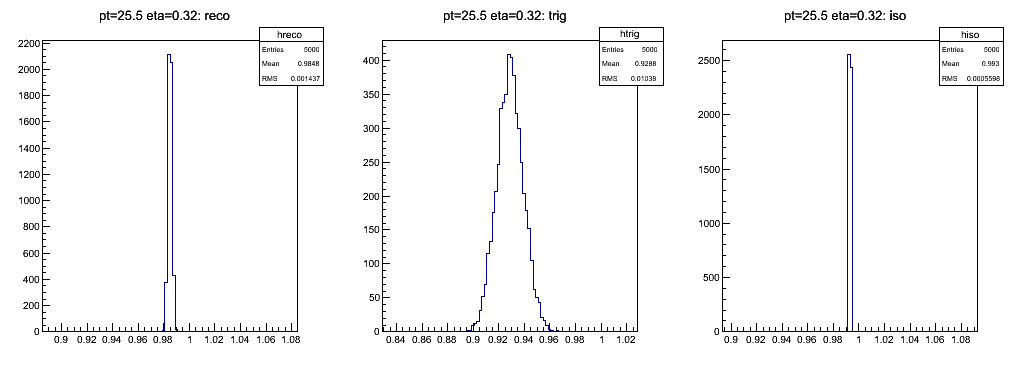 pt=25.5 eta=0.32: reco
hreco
Entries 5000
Mean 0.9848
RMS 0.001437
2200
2000
1800
1600
1400
1200
1000
800
600
400
200
0
0.9 0.92 0.94 0.96 0.98 1 1.02 1.04 1.06 1.08
pt=25.5 eta=0.32: trig
htrig
Entries 5000
Mean 0.9288
RMS 0.01038
400
350
300
250
200
150
100
50
0
0.84 0.86 0.88 0.9 0.92 0.94 0.96 0.98 1 1.02
pt=25.5 eta=0.32: iso
hiso
Entries 5000
Mean 0.993
RMS 0.0005598
2500
2000
1500
1000
500
0
0.9 0.92 0.94 0.96 0.98 1 1.02 1.04 1.06 1.08